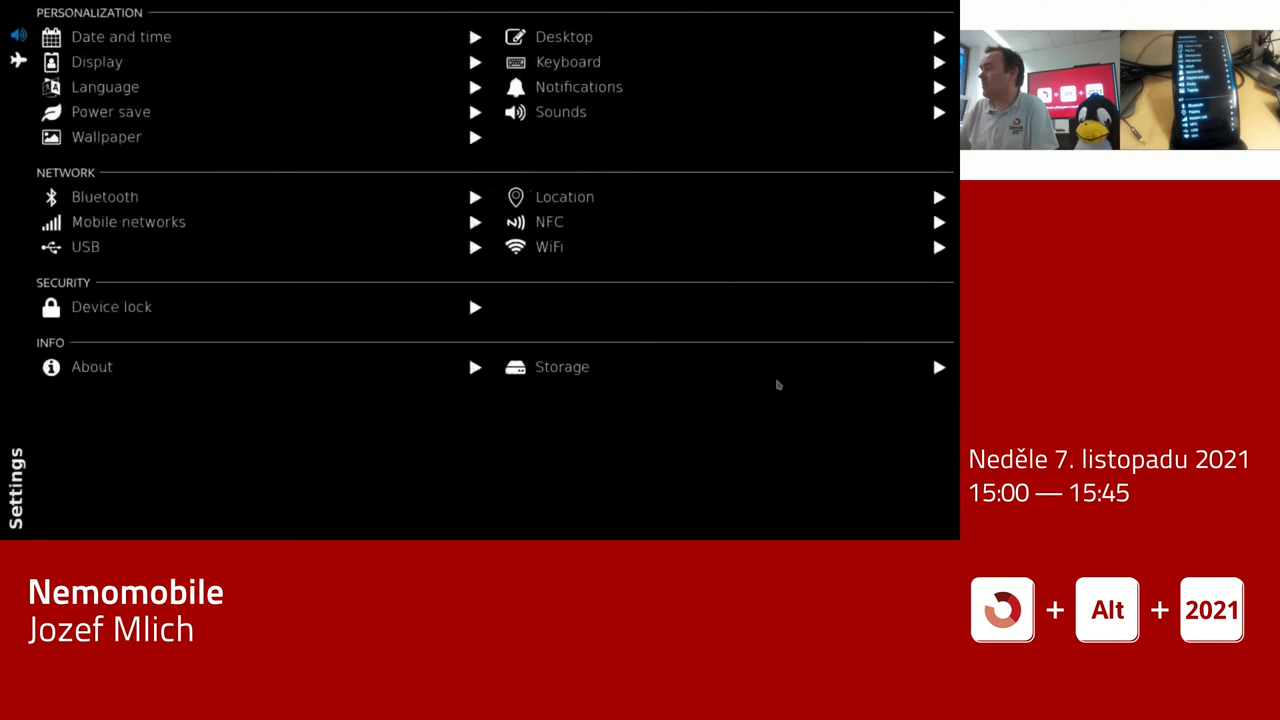 PERSONALIZATION
Date and time
Desktop
Display
Keyboard
Language
Notifications
Power save
Sounds
Wallpaper
NETWORK
Bluetooth
Location
Mobile networks
NFC
USB
WiFi
SECURITY
Device lock
INFO
About
Storage
Settings
Neděle 7. listopadu 2021
15:00 — 15:45
Nemomobile
Jozef Mlich
+ Alt + 2021